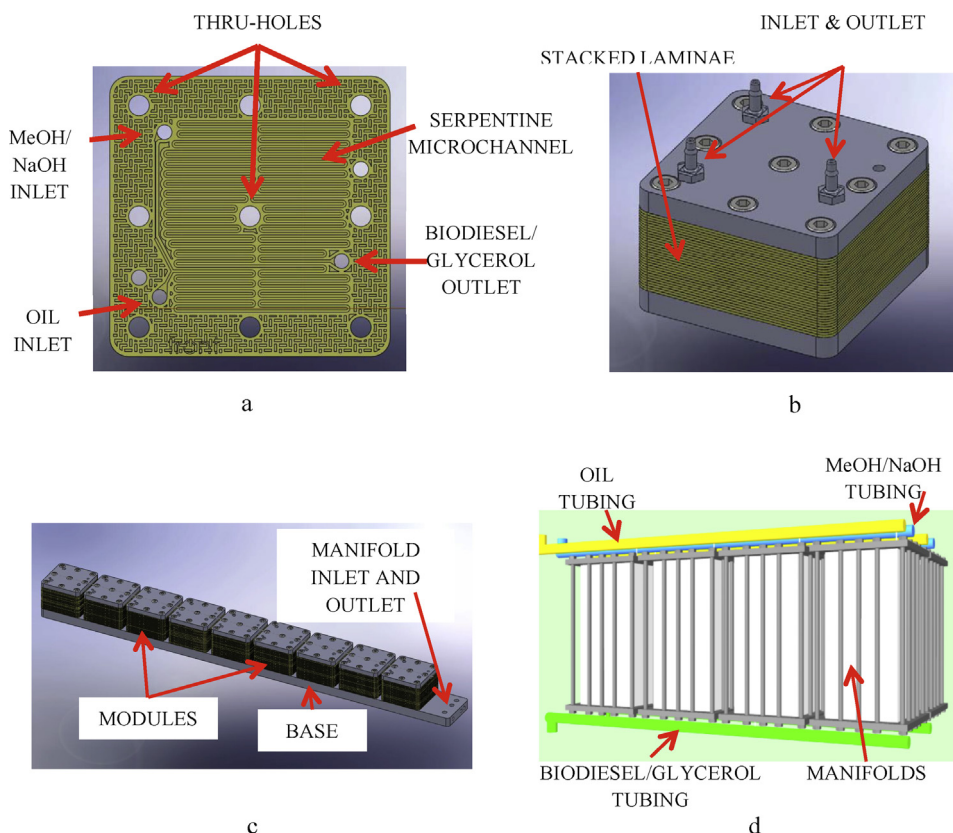 THRU-HOLES
MeOH/
NaOH
INLET
SERPENTINE
MICROCHANNEL
BIODIESEL/
GLYCEROL
OUTLET
OIL
INLET
a
INLET & OUTLET
STACKED LAMINAE
b
MANIFOLD
INLET AND
OUTLET
MODULES
BASE
c
OIL
TUBING
MeOH/NaOH
TUBING
BIODIESEL/GLYCEROL
TUBING
MANIFOLDS
d